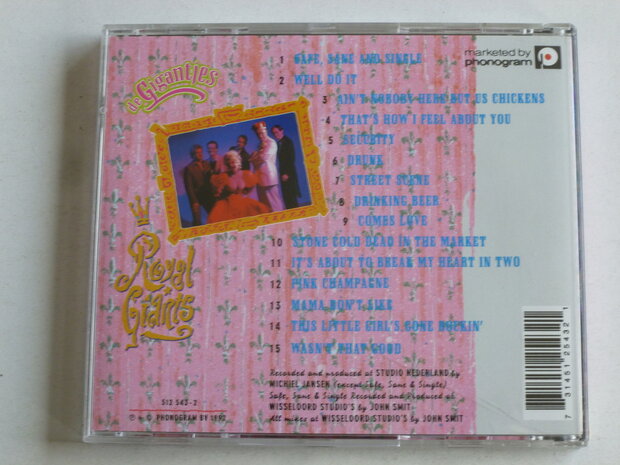 de Gigantjes
Royal
Giants
marketed by
phonogram
1 SAFE, SANE AND SINGLE
2 WELL DO IT
3 AIN'T NOBODY HERE BUT US CHICKENS
4 THAT'S HOW I FEEL ABOUT YOU
5 SECURITY
6 DRUNK
7 STREET SCENE
8 DRINKING BEER
9 COMES LOVE
10 STONE COLD DEAD IN THE MARKET
11 IT'S ABOUT TO BREAK MY HEART IN TWO
12 PINK CHAMPAGNE
13 MAMA DON'T LIKE
14 THIS LITTLE GIRL'S GONE ROCKIN'
15 WASN'T THAT GOOD
Recorded and produced at STUDIO NEDERLAND by
MICHIEL JANSEN (except Safe, Sane & Single)
Safe, Sane & Single Recorded and Produced at
WISSELOORD STUDIO'S by JOHN SMIT
All mixes at WISSELOORD STUDIO'S by JOHN SMIT
512 543-2
℗ © PHONOGRAM BV 1992
7 31451 25432 1